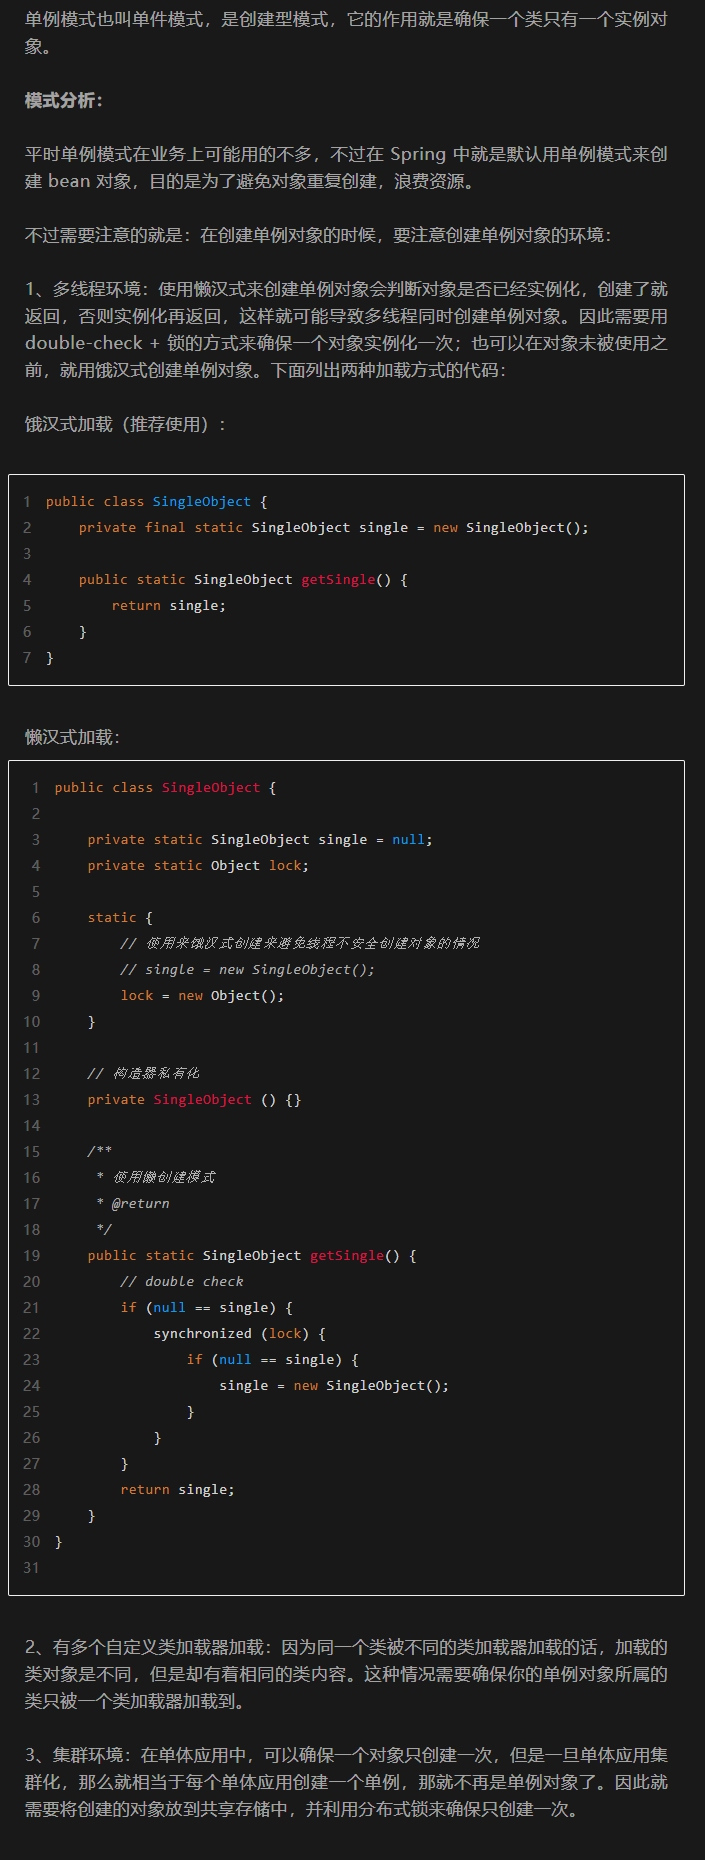 单例模式也叫单件模式，是创建型模式，它的作用就是确保一个类只有一个实例对
象。
模式分析：
平时单例模式在业务上可能用的不多，不过在 Spring 中就是默认用单例模式来创
建 bean 对象，目的是为了避免对象重复创建，浪费资源。
不过需要注意的就是：在创建单例对象的时候，要注意创建单例对象的环境：
1、多线程环境：使用懒汉式来创建单例对象会判断对象是否已经实例化，创建了就
返回，否则实例化再返回，这样就可能导致多线程同时创建单例对象。因此需要用
double-check + 锁的方式来确保一个对象实例化一次；也可以在对象未被使用之
前，就用饿汉式创建单例对象。下面列出两种加载方式的代码：
饿汉式加载（推荐使用）：
1 public class SingleObject {
2     private final static SingleObject single = new SingleObject();
3
4     public static SingleObject getSingle() {
5         return single;
6     }
7 }
懒汉式加载：
1 public class SingleObject {
2
3     private static SingleObject single = null;
4     private static Object lock;
5
6     static {
7         // 使用来饿汉式创建来避免线程不安全创建对象的情况
8         // single = new SingleObject();
9         lock = new Object();
10     }
11
12     // 构造器私有化
13     private SingleObject () {}
14
15     /**
16      * 使用懒创建模式
17      * @return
18      */
19     public static SingleObject getSingle() {
20         // double check
21         if (null == single) {
22             synchronized (lock) {
23                 if (null == single) {
24                     single = new SingleObject();
25                 }
26             }
27         }
28         return single;
29     }
30 }
31
2、有多个自定义类加载器加载：因为同一个类被不同的类加载器加载的话，加载的
类对象是不同，但是却有着相同的类内容。这种情况需要确保你的单例对象所属的
类只被一个类加载器加载到。
3、集群环境：在单体应用中，可以确保一个对象只创建一次，但是一旦单体应用集
群化，那么就相当于每个单体应用创建一个单例，那就不再是单例对象了。因此就
需要将创建的对象放到共享存储中，并利用分布式锁来确保只创建一次。